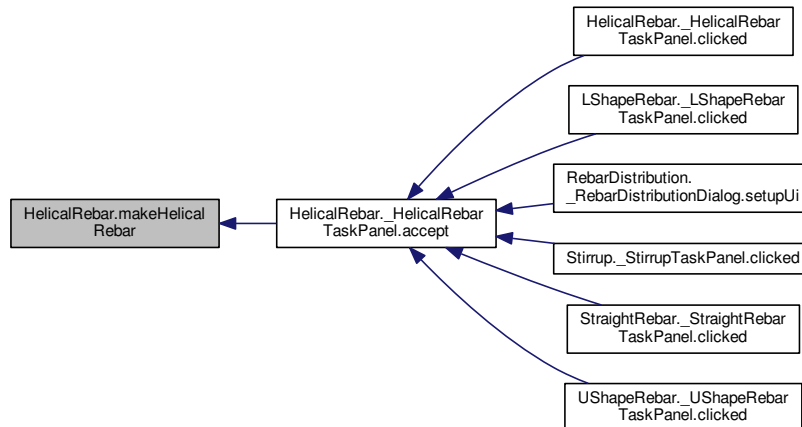 HelicalRebar._HelicalRebar
TaskPanel.clicked
LShapeRebar._LShapeRebar
TaskPanel.clicked
RebarDistribution.
_RebarDistributionDialog.setupUi
HelicalRebar.makeHelical
Rebar
HelicalRebar._HelicalRebar
TaskPanel.accept
Stirrup._StirrupTaskPanel.clicked
StraightRebar._StraightRebar
TaskPanel.clicked
UShapeRebar._UShapeRebar
TaskPanel.clicked